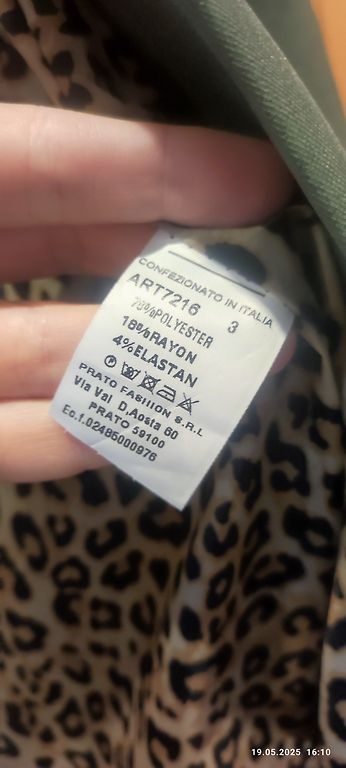 CONFEZIONATO IN ITALIA
ART7216 3
78%POLYESTER
18%RAYON
4%ELASTAN
PRATO FASHION S.R.L
Via Val D,Aosta 60
PRATO 59100
Ec.f.02485000976
19.05.2025 16:10